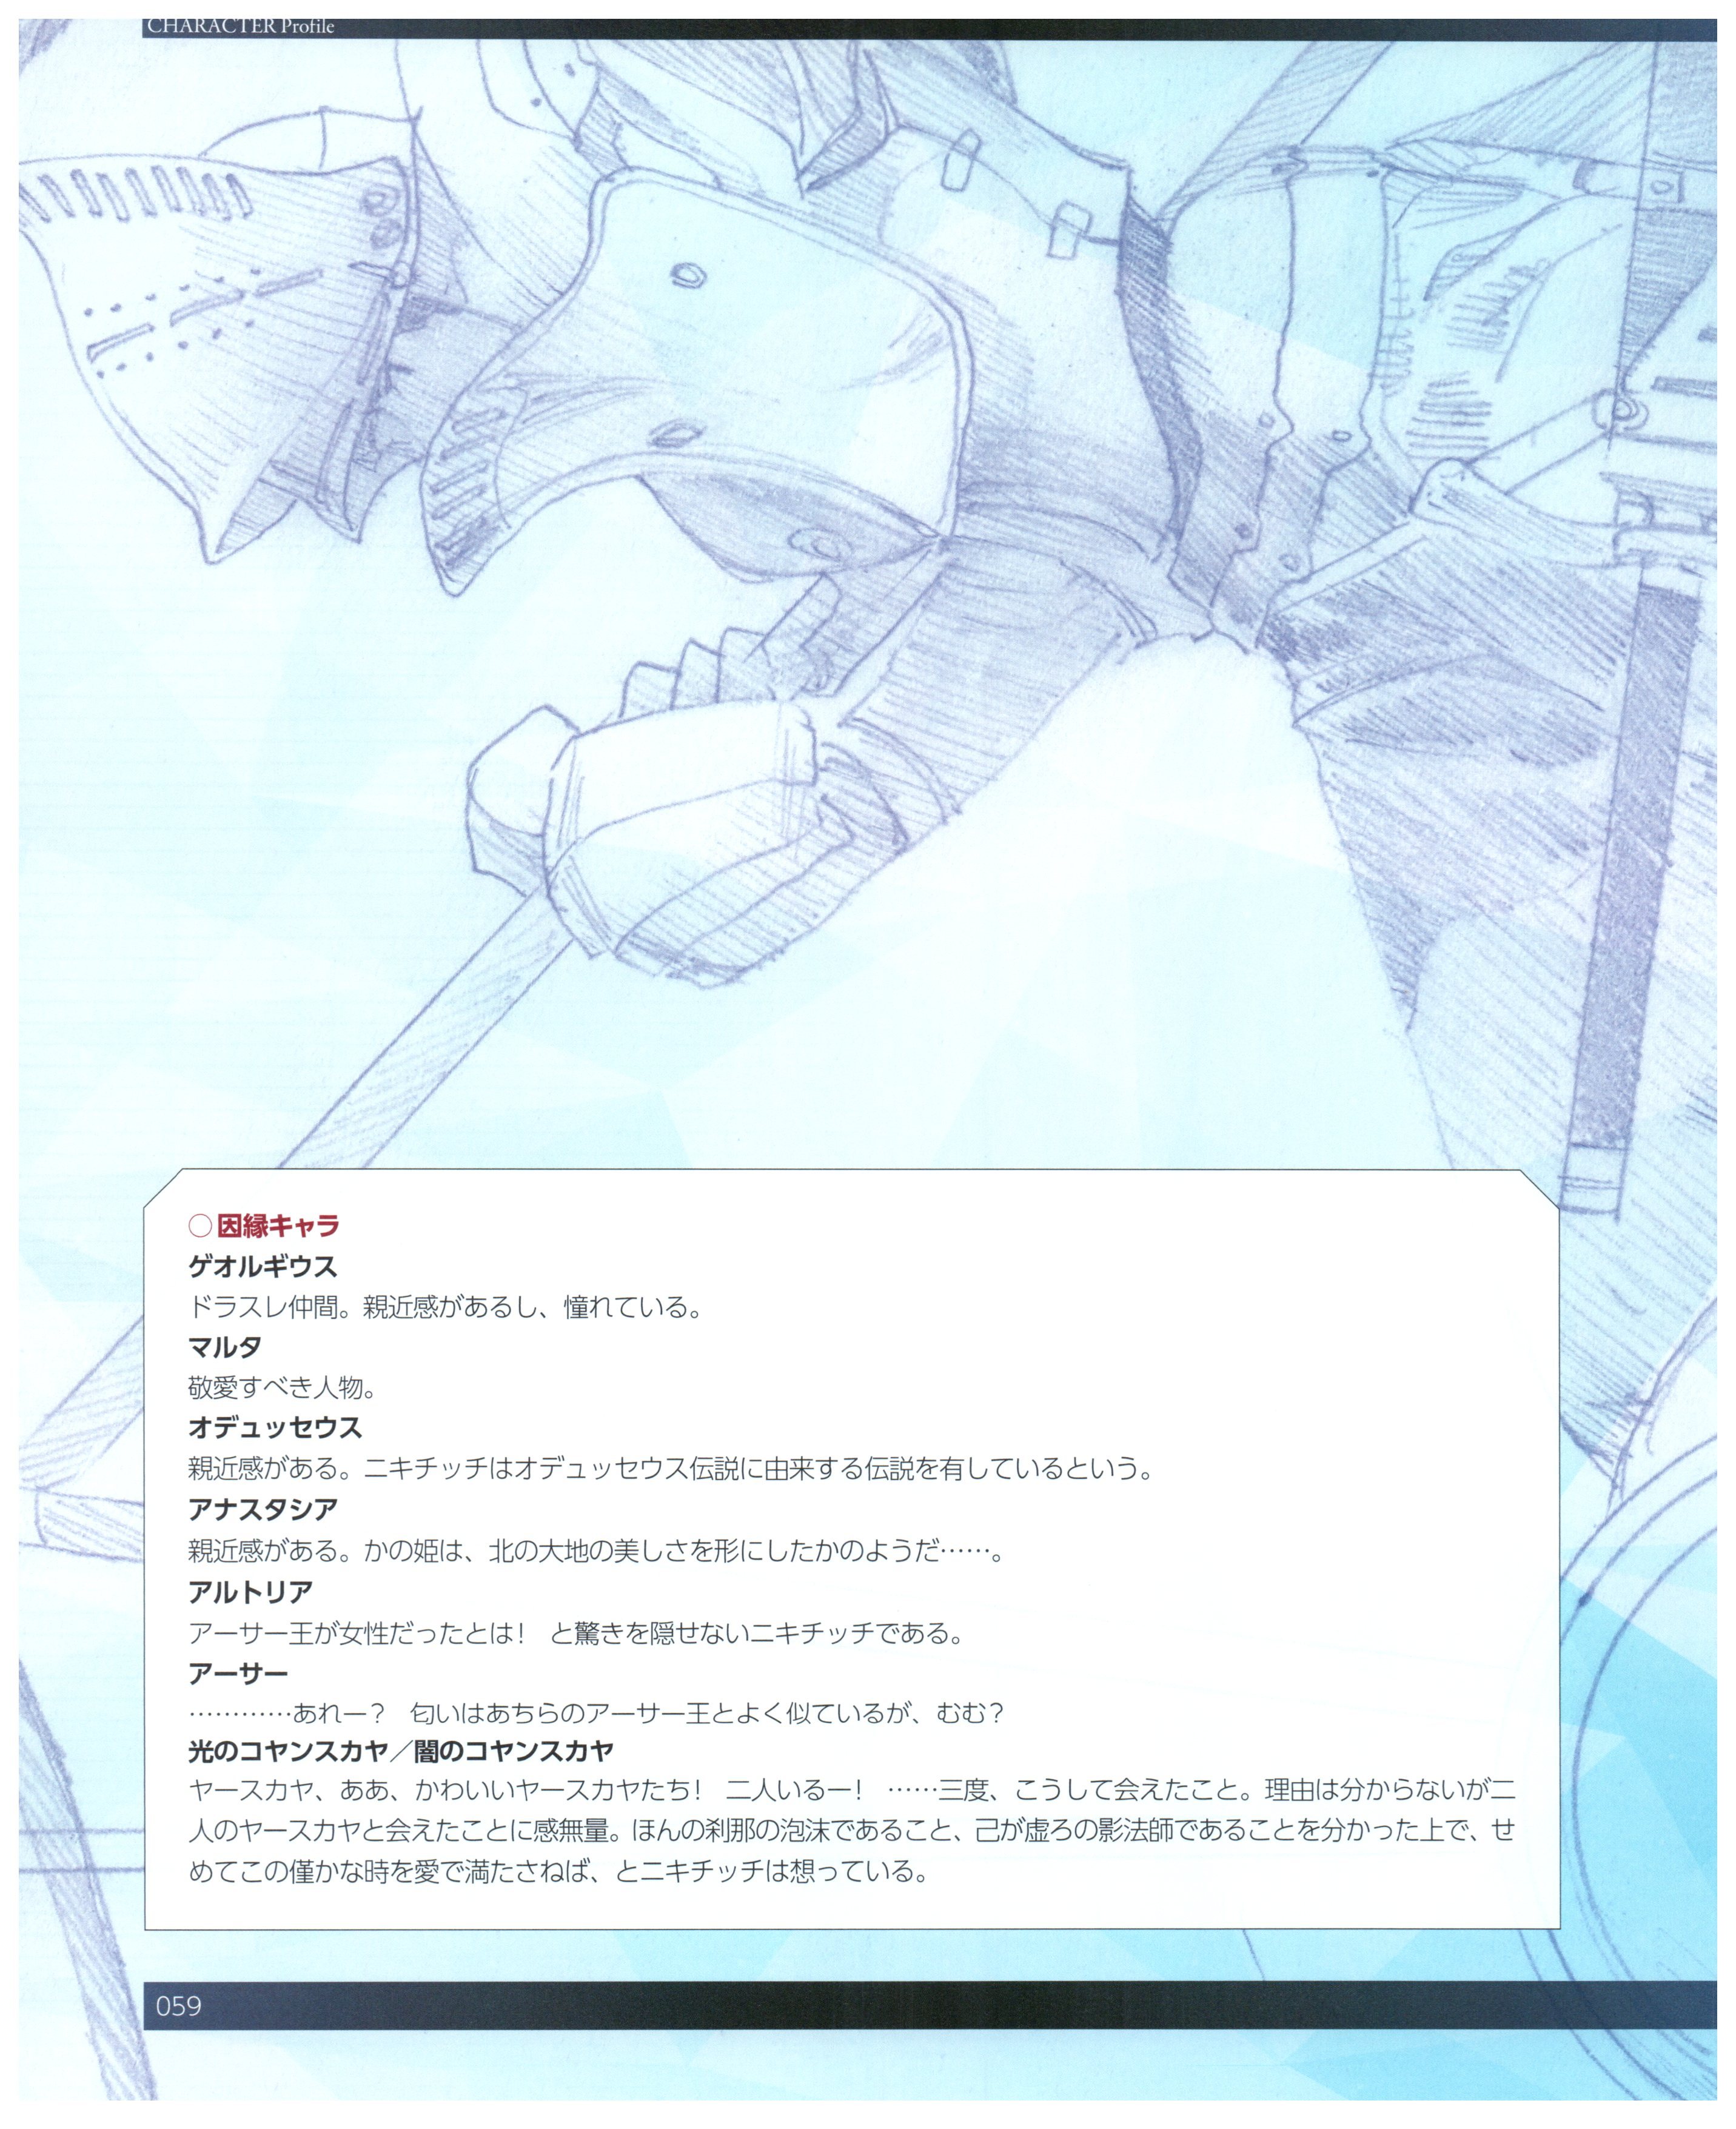 CHARACTER Profile
○因縁キャラ
ゲオルギウス
ドラスレ仲間。親近感があるし、憧れている。
マルタ
敬愛すべき人物。
オデュッセウス
親近感がある。ニキチッチはオデュッセウス伝説に由来する伝説を有しているという。
アナスタシア
親近感がある。かの姫は、北の大地の美しさを形にしたかのようだ……。
アルトリア
アーサー王が女性だったとは！　と驚きを隠せないニキチッチである。
アーサー
…………あれー？　匂いはあちらのアーサー王とよく似ているが、むむ？
光のコヤンスカヤ／闇のコヤンスカヤ
ヤースカヤ、ああ、かわいいヤースカヤたち！　二人いるー！　……三度、こうして会えたこと。理由は分からないが二
人のヤースカヤと会えたことに感無量。ほんの刹那の泡沫であること、己が虚ろの影法師であることを分かった上で、せ
めてこの僅かな時を愛で満たさねば、とニキチッチは想っている。
059